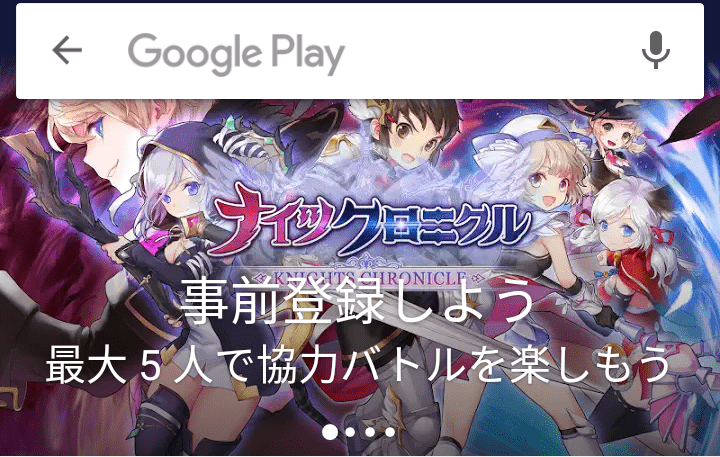 Google Play
ナイツクロニクル
KNIGHTS CHRONICLE
事前登録しよう
最大 5 人で協力バトルを楽しもう